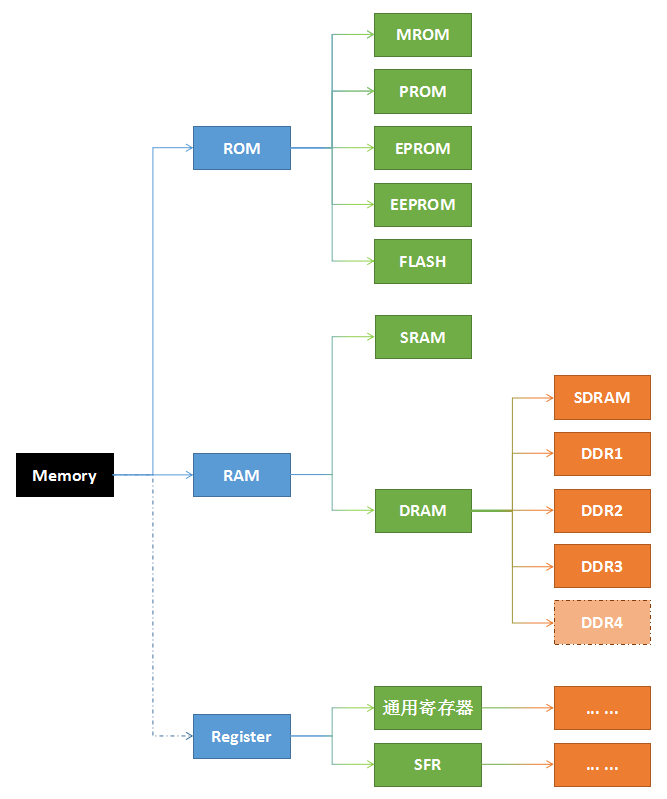 MROM
PROM
ROM
EPROM
EEPROM
FLASH
SRAM
SDRAM
Memory
RAM
DDR1
DRAM
DDR2
DDR3
DDR4
Register
通用寄存器
... ...
SFR
... ...